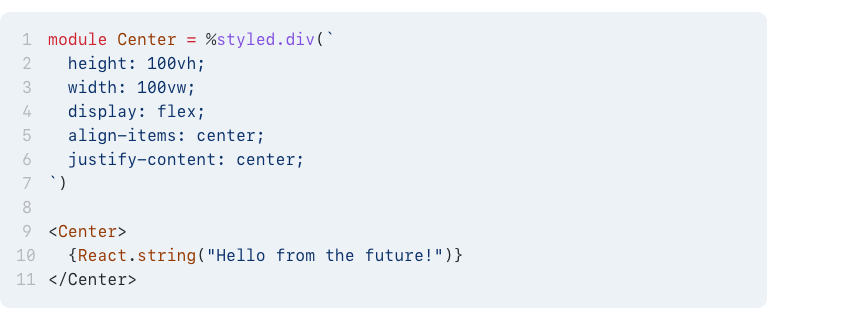 1 module Center = %styled.div(`
2   height: 100vh;
3   width: 100vw;
4   display: flex;
5   align-items: center;
6   justify-content: center;
7 `)
8
9 <Center>
10   {React.string("Hello from the future!")}
11 </Center>